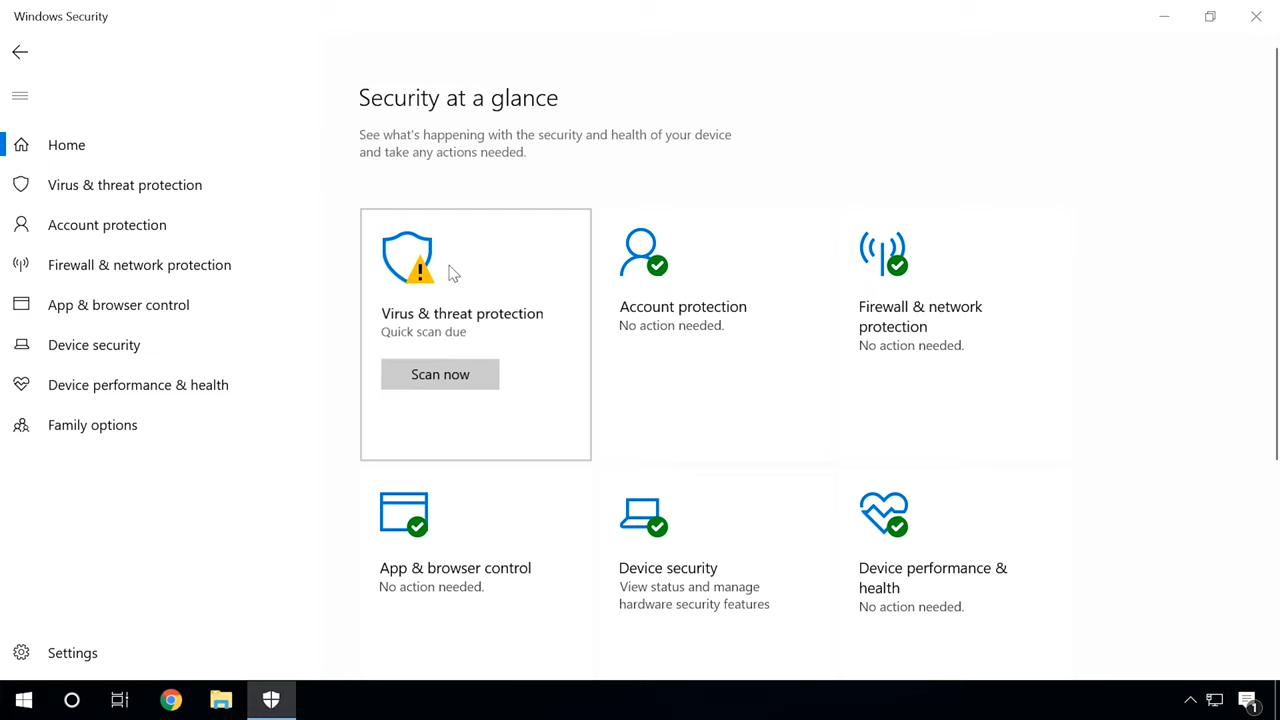 Windows Security
Home
Virus & threat protection
Account protection
Firewall & network protection
App & browser control
Device security
Device performance & health
Family options
Settings
Security at a glance
See what's happening with the security and health of your device
and take any actions needed.
Virus & threat protection
Quick scan due
Scan now
Account protection
No action needed.
Firewall & network
protection
No action needed.
App & browser control
No action needed.
Device security
View status and manage
hardware security features
Device performance &
health
No action needed.
1